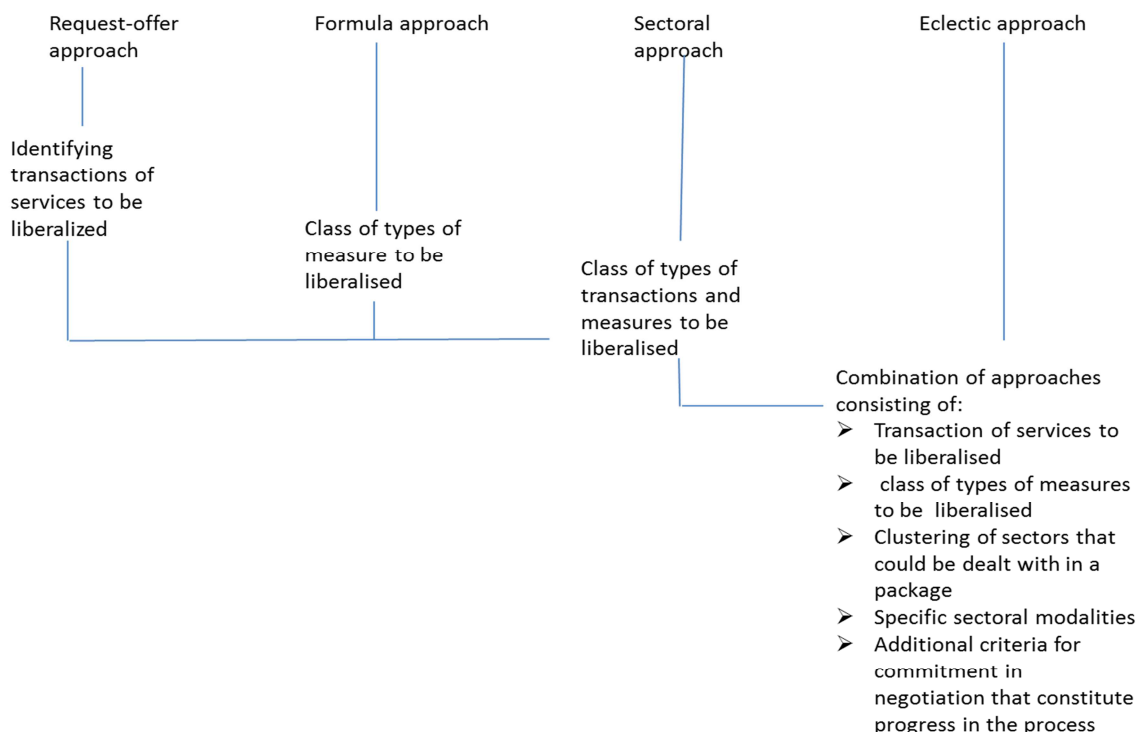 Request-offer
approach
Formula approach
Sectoral
approach
Eclectic approach
Identifying
transactions of
services to be
liberalized
Class of types of
measure to be
liberalised
Class of types of
transactions and
measures to be
liberalised
Combination of approaches
consisting of:
➢ Transaction of services to
be liberalised
➢ class of types of measures
to be liberalised
➢ Clustering of sectors that
could be dealt with in a
package
➢ Specific sectoral modalities
➢ Additional criteria for
commitment in
negotiation that constitute
progress in the process